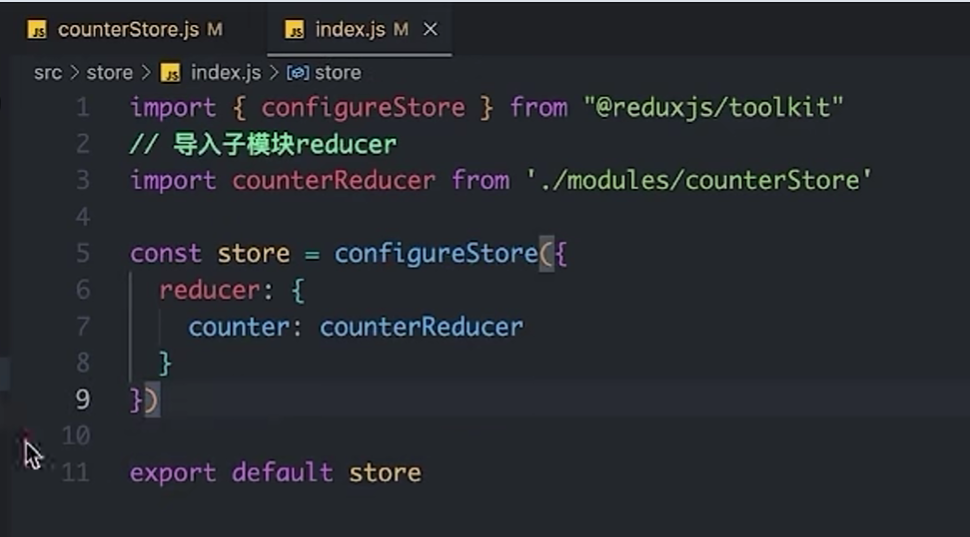 JS counterStore.js M JS index.js M ×
src > store > JS index.js > store
1 import { configureStore } from "@reduxjs/toolkit"
2 // 导入子模块reducer
3 import counterReducer from './modules/counterStore'
4
5 const store = configureStore({
6 reducer: {
7 counter: counterReducer
8 }
9 })
10
11 export default store